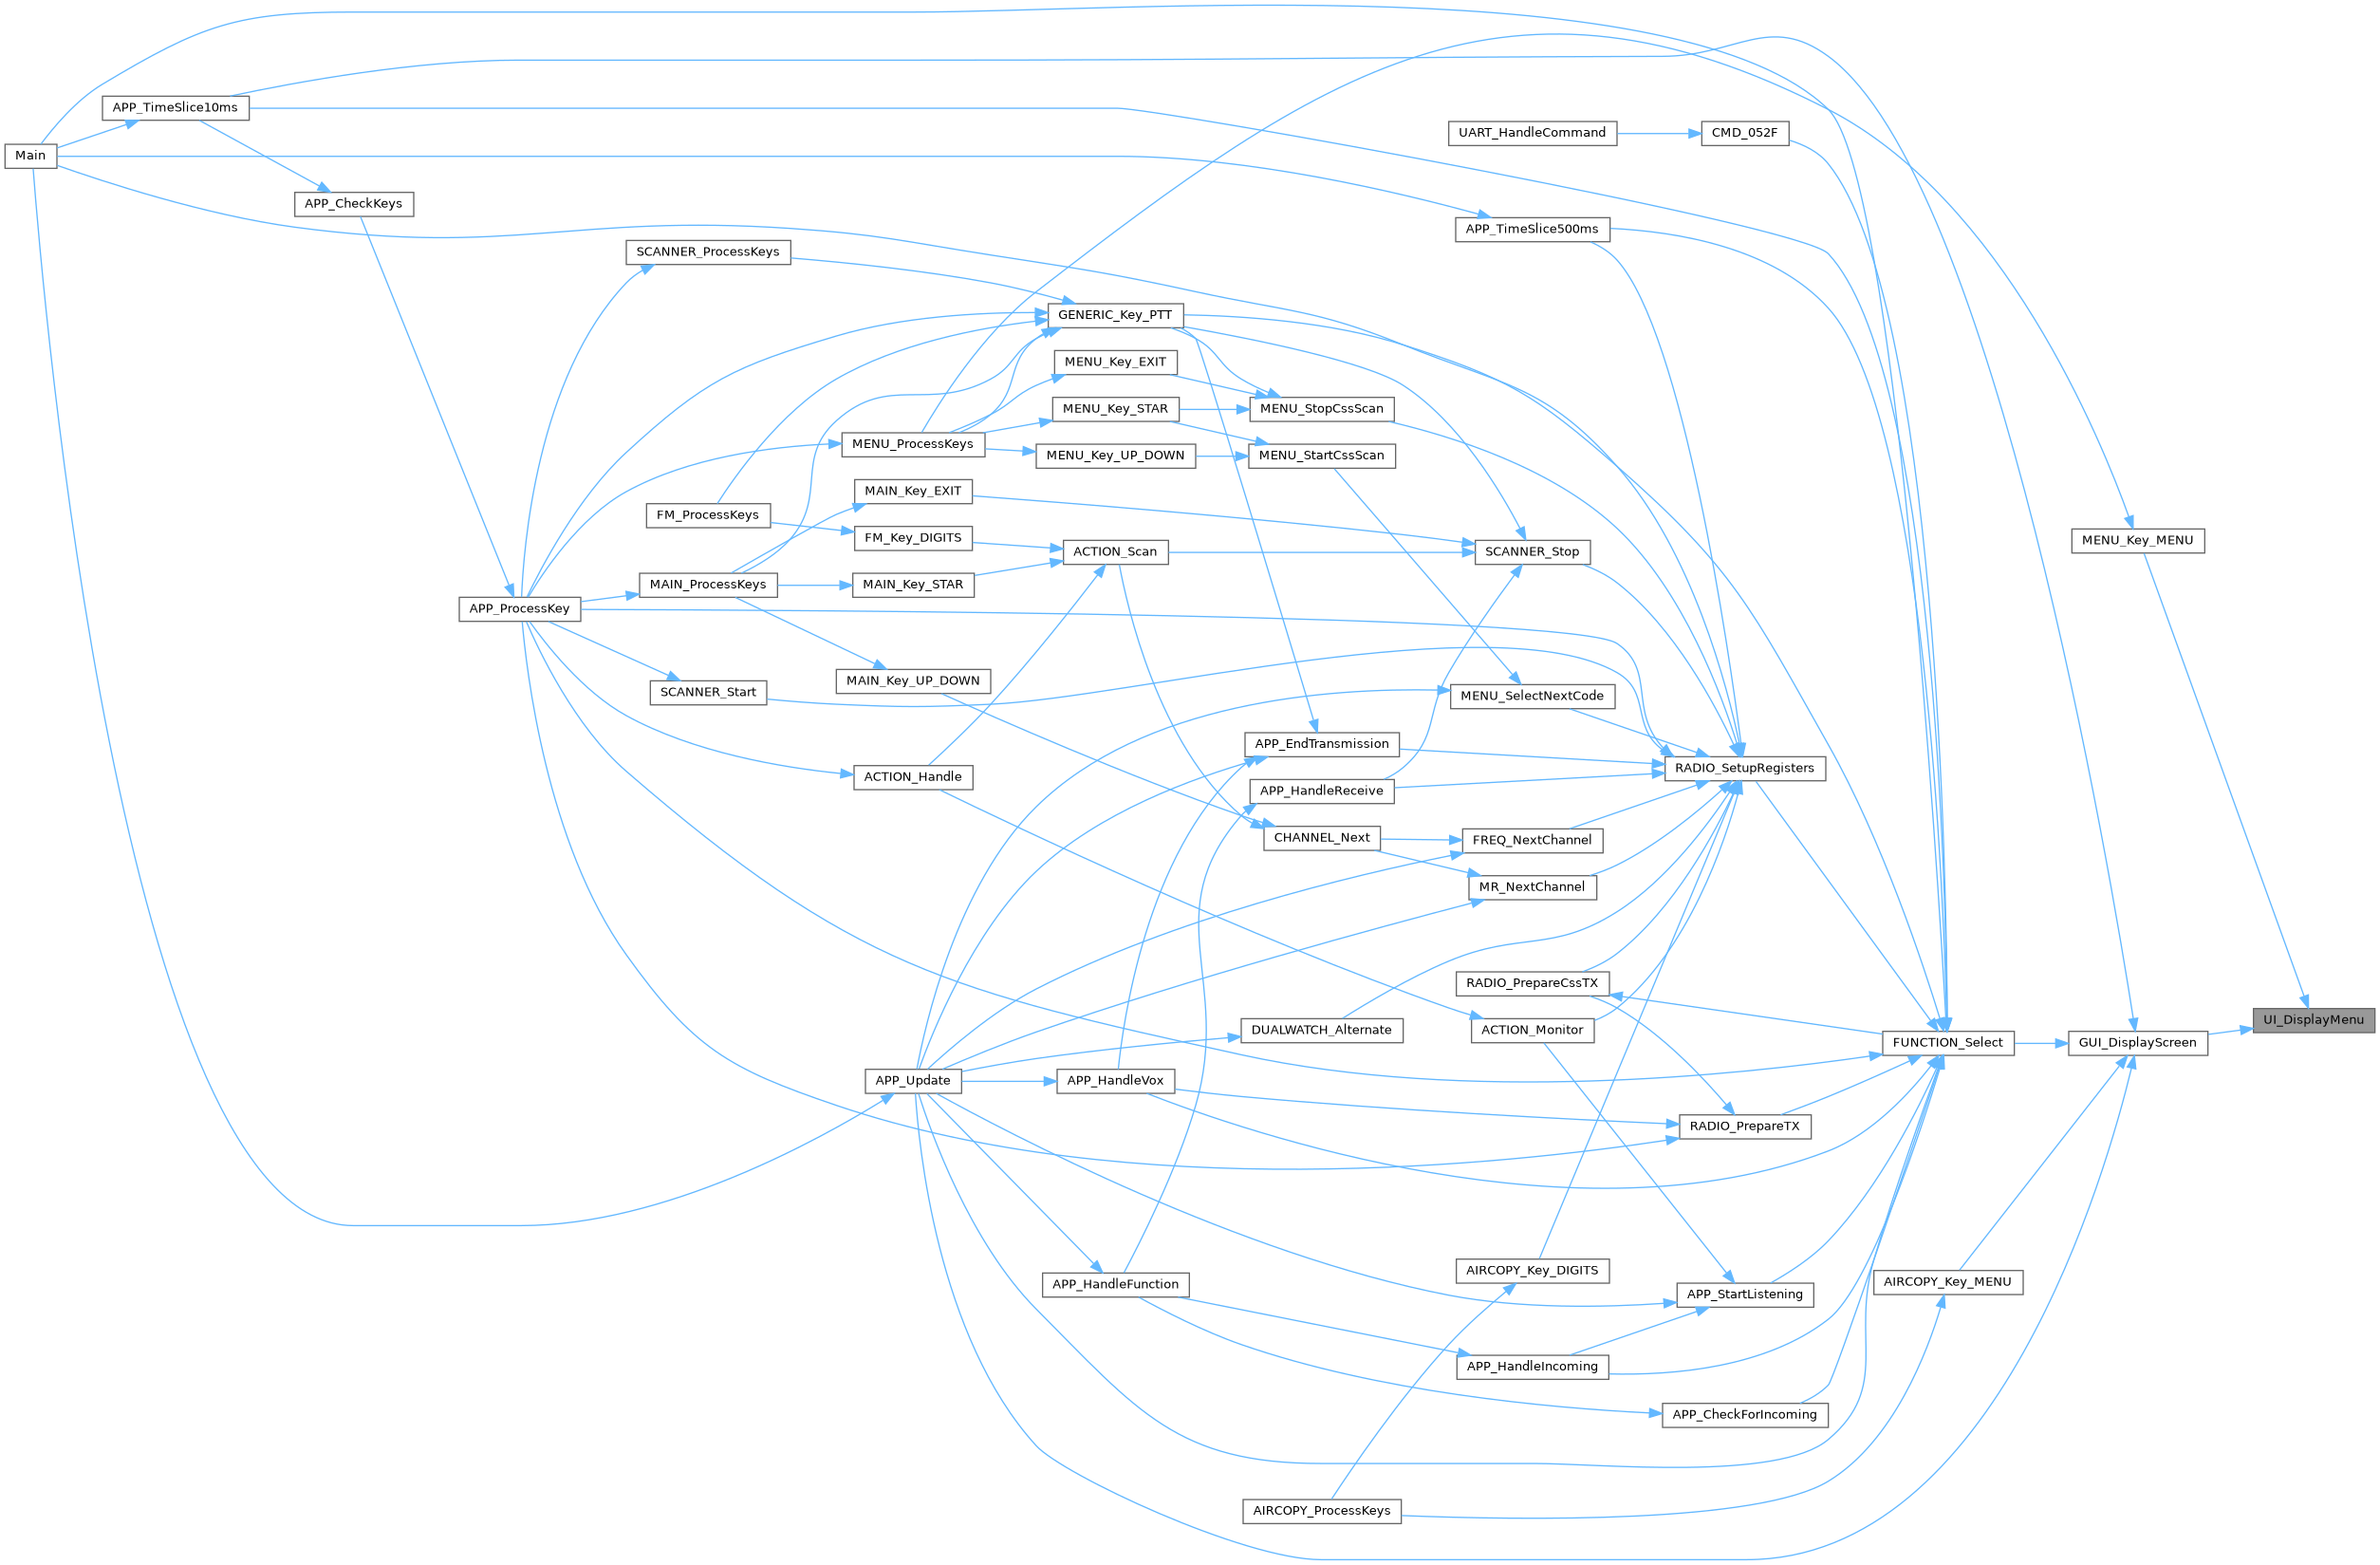 APP_TimeSlice10ms
UART_HandleCommand
CMD_052F
Main
APP_CheckKeys
APP_TimeSlice500ms
SCANNER_ProcessKeys
GENERIC_Key_PTT
MENU_Key_EXIT
MENU_Key_STAR
MENU_StopCssScan
MENU_ProcessKeys
MENU_Key_UP_DOWN
MENU_StartCssScan
MAIN_Key_EXIT
FM_ProcessKeys
FM_Key_DIGITS
MENU_Key_MENU
ACTION_Scan
SCANNER_Stop
MAIN_ProcessKeys
MAIN_Key_STAR
APP_ProcessKey
MAIN_Key_UP_DOWN
SCANNER_Start
MENU_SelectNextCode
APP_EndTransmission
ACTION_Handle
RADIO_SetupRegisters
APP_HandleReceive
CHANNEL_Next
FREQ_NextChannel
MR_NextChannel
RADIO_PrepareCssTX
UI_DisplayMenu
DUALWATCH_Alternate
ACTION_Monitor
FUNCTION_Select
GUI_DisplayScreen
APP_Update
APP_HandleVox
RADIO_PrepareTX
AIRCOPY_Key_DIGITS
APP_HandleFunction
APP_StartListening
AIRCOPY_Key_MENU
APP_HandleIncoming
APP_CheckForIncoming
AIRCOPY_ProcessKeys